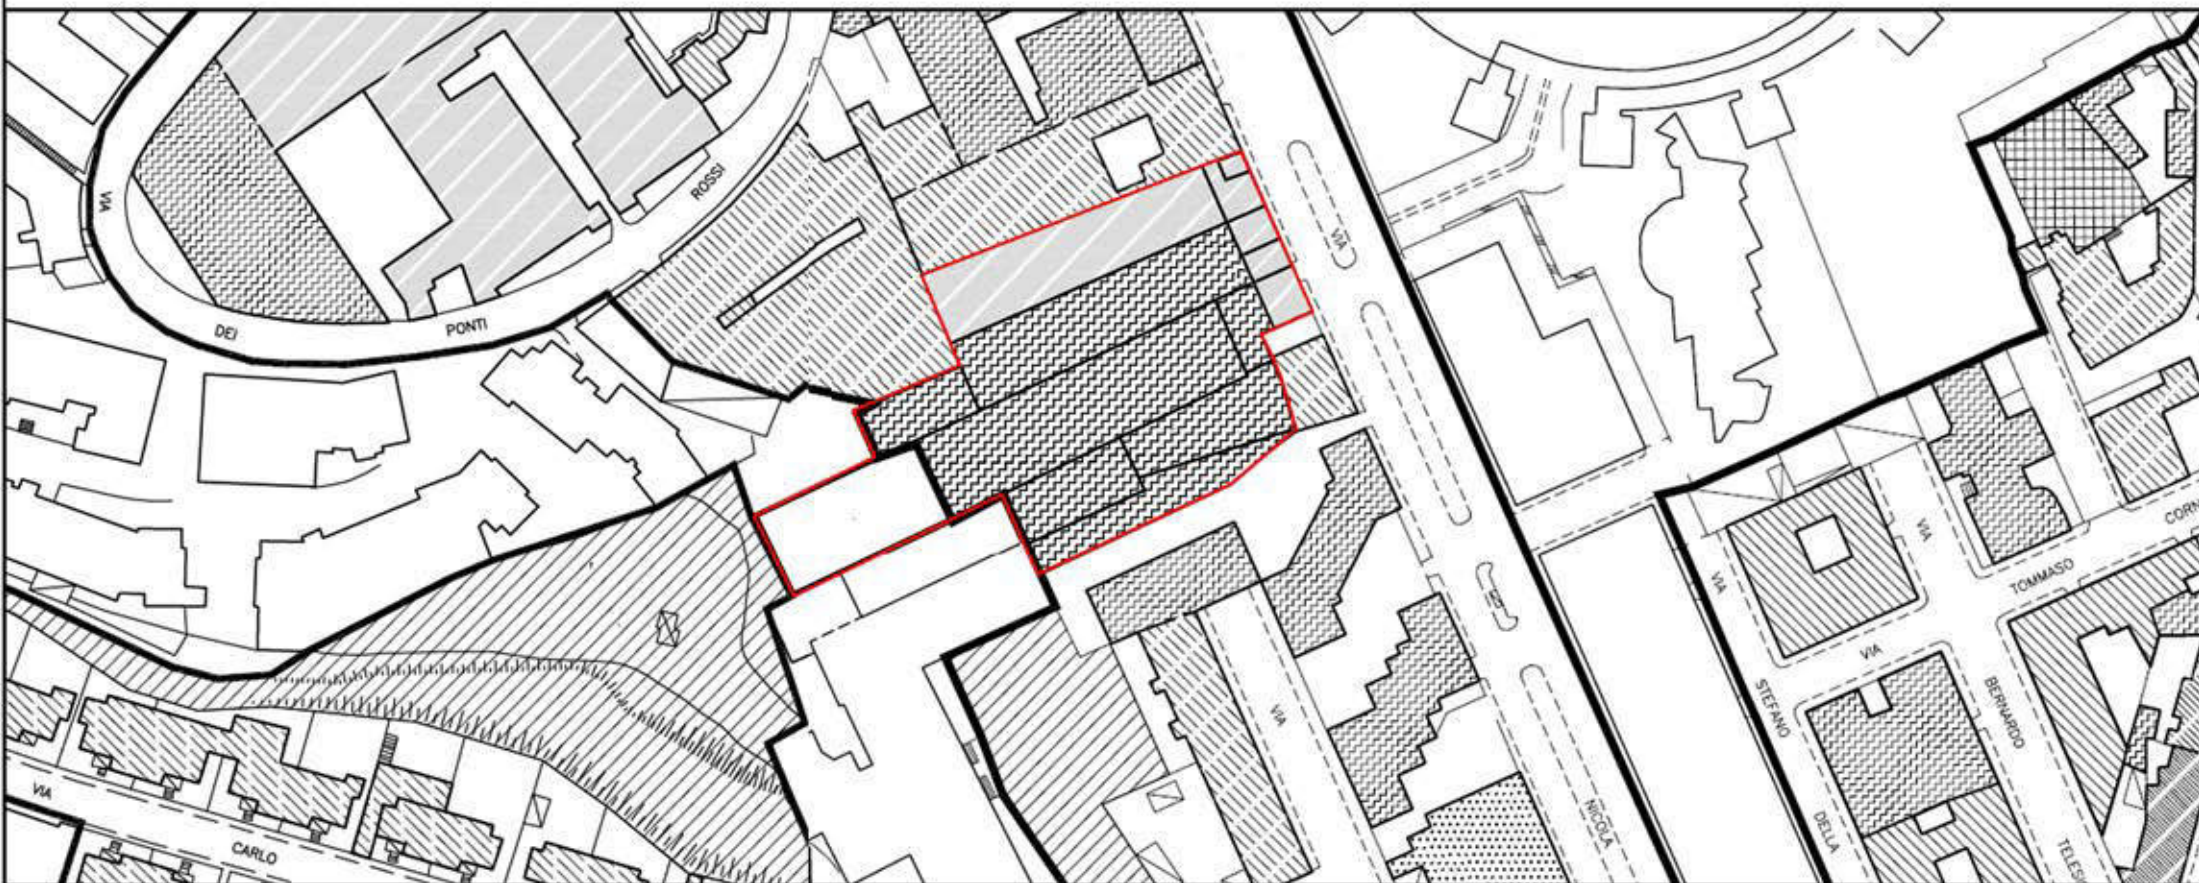 VIA
ROSSI
VIA
DEI
PONTI
CORN
VIA
TOMMASO
VIA
VIA
STEFANO
BERNARDO
VIA
VIA
NICOLA
DELLA
CARLO
TELES